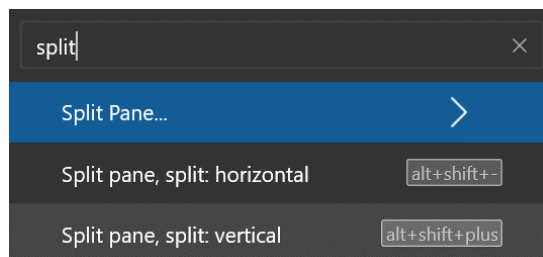 split
Split Pane...
Split pane, split: horizontal alt+shift+-
Split pane, split: vertical alt+shift+plus